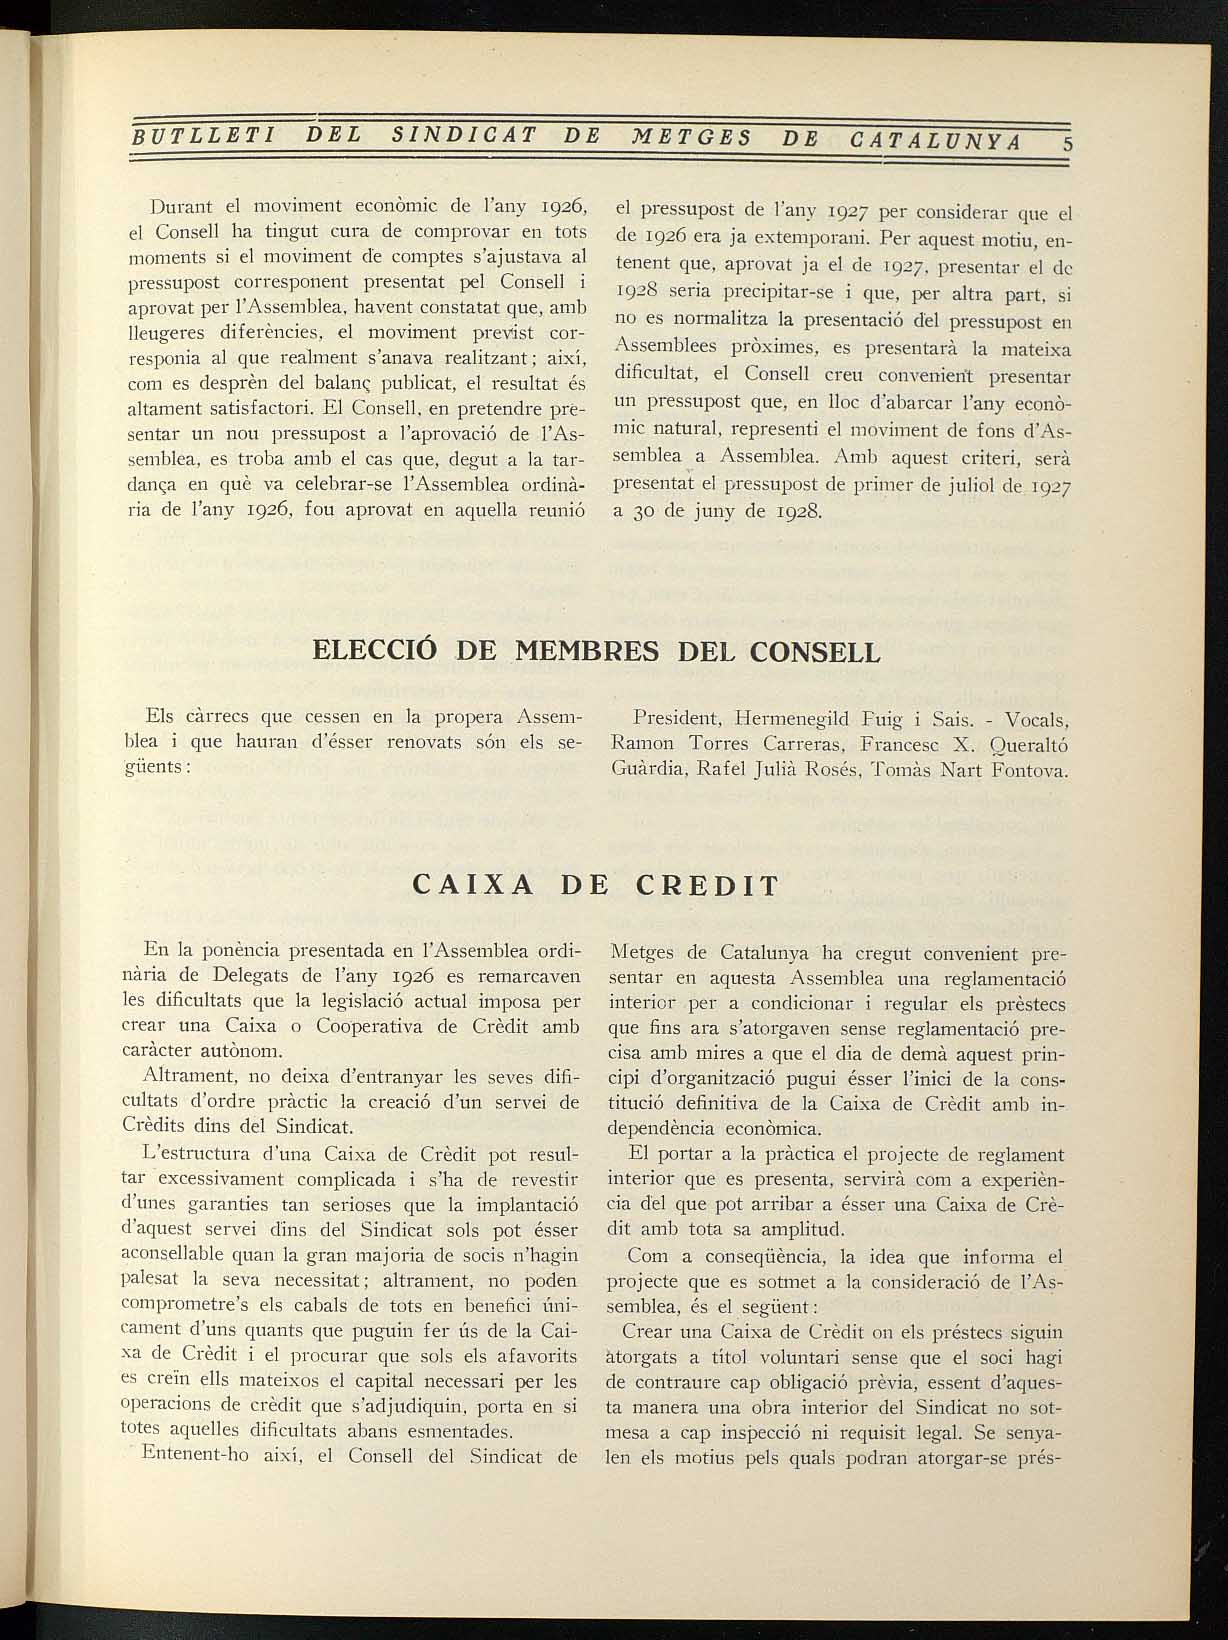 BUTLLETI DEL SINDICAT DE METGES DE CATALUNYA 5
Durant el moviment econòmic de l'any 1926,
el Consell ha tingut cura de comprovar en tots
moments si el moviment de comptes s'ajustava al
pressupost corresponent presentat pel Consell i
aprovat per l'Assemblea, havent constatat que, amb
lleugeres diferències, el moviment previst cor-
responia al que realment s'anava realitzant; així,
com es desprèn del balanç publicat, el resultat és
altament satisfactori. El Consell, en pretendre pre-
sentar un nou pressupost a l'aprovació de l'As-
semblea, es troba amb el cas que, degut a la tar-
dança en què va celebrar-se l'Assemblea ordinà-
ria de l'any 1926, fou aprovat en aquella reunió
el pressupost de l'any 1927 per considerar que el
de 1926 era ja extemporani. Per aquest motiu, en-
tenent que, aprovat ja el de 1927, presentar el de
1928 seria precipitar-se i que, per altra part, si
no es normalitza la presentació del pressupost en
Assemblees pròximes, es presentarà la mateixa
dificultat, el Consell creu convenient presentar
un pressupost que, en lloc d'abarcar l'any econò-
mic natural, representi el moviment de fons d'As-
semblea a Assemblea. Amb aquest criteri, serà
presentat el pressupost de primer de juliol de 1927
a 30 de juny de 1928.
ELECCIÓ DE MEMBRES DEL CONSELL
Els càrrecs que cessen en la propera Assem-
blea i que hauran d'ésser renovats són els se-
güents:
President, Hermenegild Puig i Sais. - Vocals,
Ramon Torres Carreras, Francesc X. Queraltó
Guàrdia, Rafel Julià Rosés, Tomàs Nart Fontova.
CAIXA DE CREDIT
En la ponència presentada en l'Assemblea ordi-
nària de Delegats de l'any 1926 es remarcaven
les dificultats que la legislació actual imposa per
crear una Caixa o Cooperativa de Crèdit amb
caràcter autònom.
Altrament, no deixa d'entranyar les seves difi-
cultats d'ordre pràctic la creació d'un servei de
Crèdits dins del Sindicat.
L'estructura d'una Caixa de Crèdit pot resul-
tar excessivament complicada i s'ha de revestir
d'unes garanties tan serioses que la implantació
d'aquest servei dins del Sindicat sols pot ésser
aconsellable quan la gran majoria de socis n'hagin
palesat la seva necessitat; altrament, no poden
comprometre's els cabals de tots en benefici úni-
cament d'uns quants que puguin fer ús de la Cai-
xa de Crèdit i el procurar que sols els afavorits
es creïn ells mateixos el capital necessari per les
operacions de crèdit que s'adjudiquin, porta en si
totes aquelles dificultats abans esmentades.
Entenent-ho així, el Consell del Sindicat de
Metges de Catalunya ha cregut convenient pre-
sentar en aquesta Assemblea una reglamentació
interior per a condicionar i regular els prèstecs
que fins ara s'atorgaven sense reglamentació pre-
cisa amb mires a que el dia de demà aquest prin-
cipi d'organització pugui ésser l'inici de la cons-
titució definitiva de la Caixa de Crèdit amb in-
dependència econòmica.
El portar a la pràctica el projecte de reglament
interior que es presenta, servirà com a experièn-
cia del que pot arribar a ésser una Caixa de Crè-
dit amb tota sa amplitud.
Com a conseqüència, la idea que informa el
projecte que es sotmet a la consideració de l'As-
semblea, és el següent:
Crear una Caixa de Crèdit on els préstecs siguin
atorgats a títol voluntari sense que el soci hagi
de contraure cap obligació prèvia, essent d'aques-
ta manera una obra interior del Sindicat no sot-
mesa a cap inspecció ni requisit legal. Se senya-
len els motius pels quals podran atorgar-se prés-